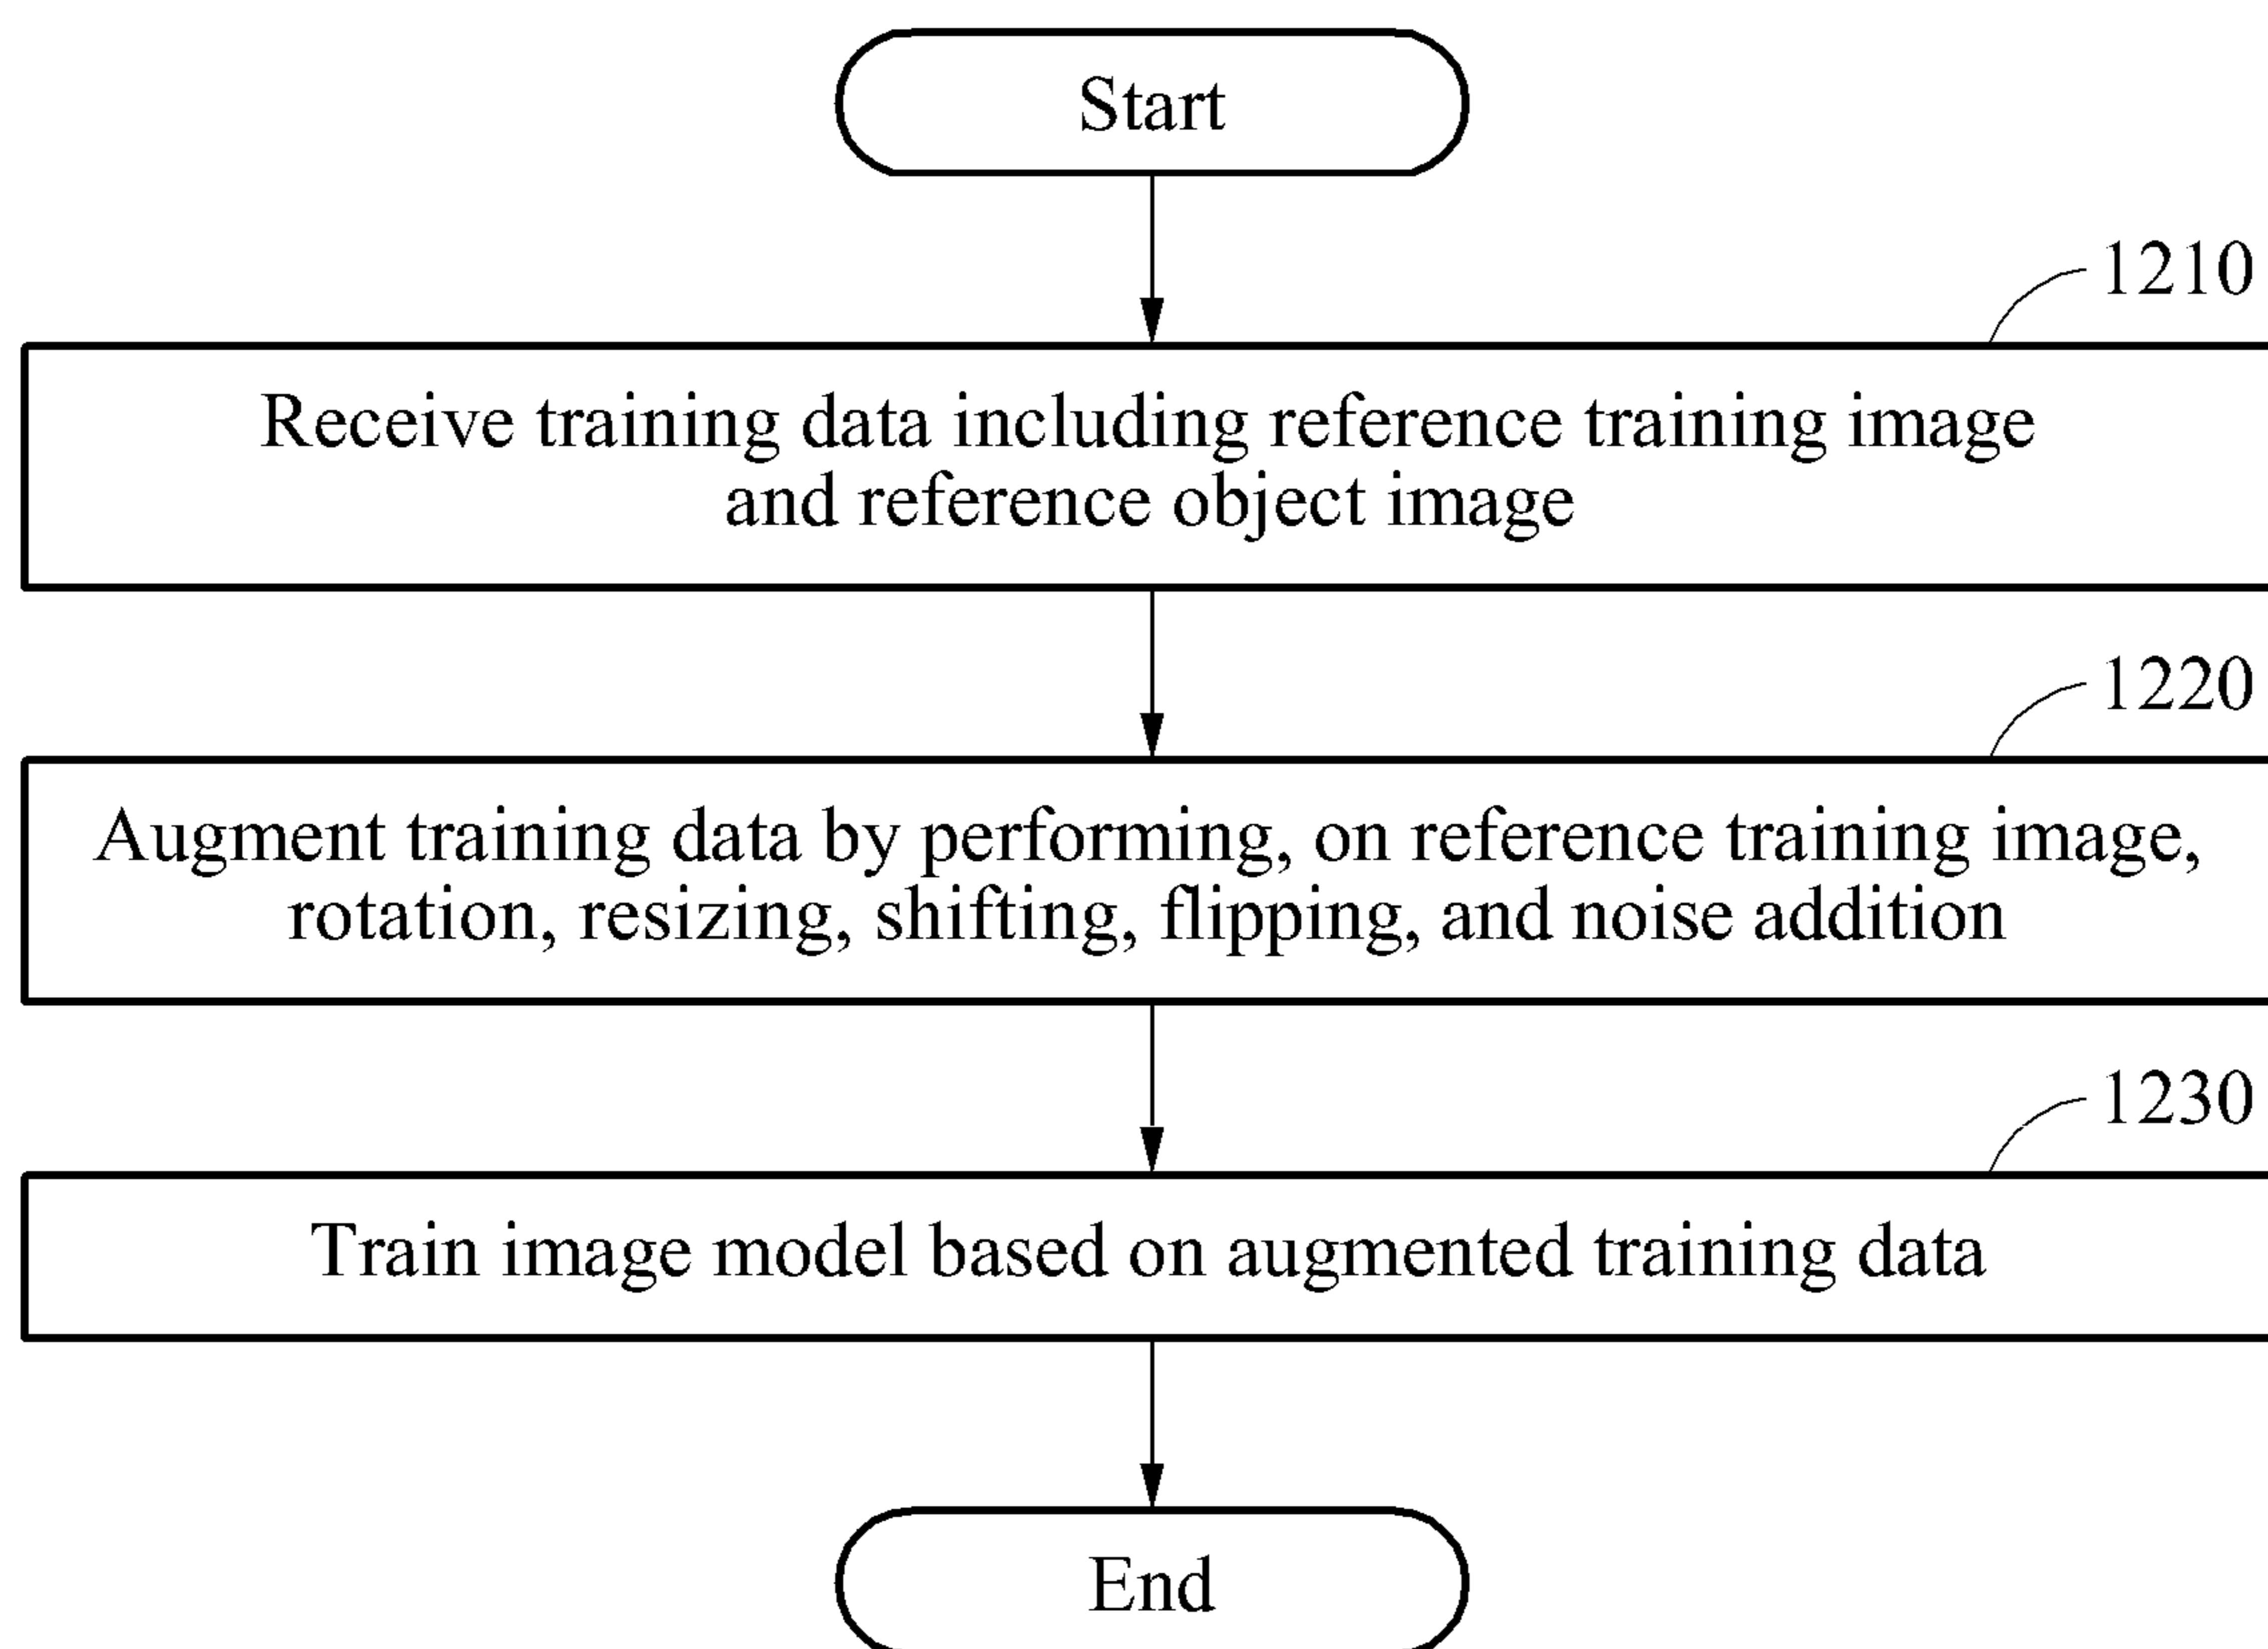 Start
1210
Receive training data including reference training image
and reference object image
1220
Augment training data by performing, on reference training image,
rotation, resizing, shifting, flipping, and noise addition
1230
Train image model based on augmented training data
End